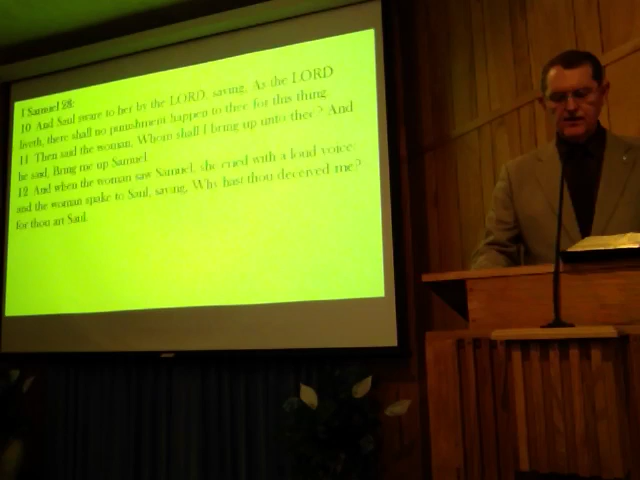 1 Samuel 28:
10 And Saul sware to her by the LORD, saying, As the LORD
liveth, there shall no punishment happen to thee for this thing.
11 Then said the woman, Whom shall I bring up unto thee? And
he said, Bring me up Samuel.
12 And when the woman saw Samuel, she cried with a loud voice:
and the woman spake to Saul, saying, Why hast thou deceived me?
for thou art Saul.